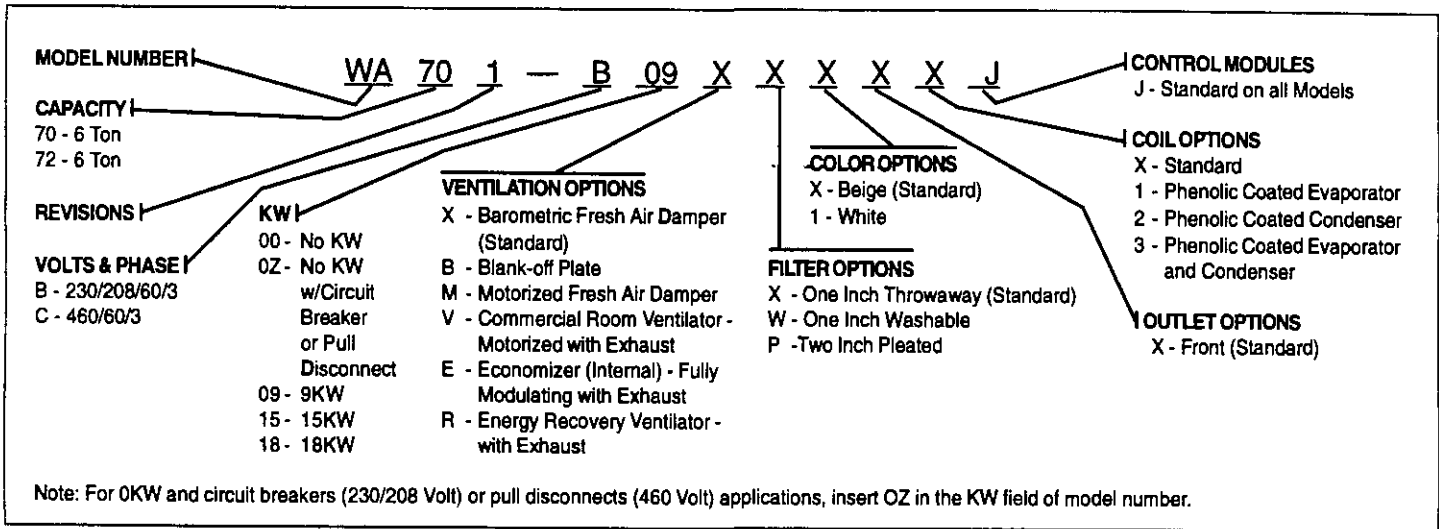 MODEL NUMBER
WA 70 1 — B 09 X X X X X J
CONTROL MODULES
J - Standard on all Models
CAPACITY
70 - 6 Ton
72 - 6 Ton
REVISIONS
VOLTS & PHASE
B - 230/208/60/3
C - 460/60/3
KW
00 - No KW
0Z - No KW
w/Circuit
Breaker
or Pull
Disconnect
09 - 9KW
15 - 15KW
18 - 18KW
VENTILATION OPTIONS
X - Barometric Fresh Air Damper
(Standard)
B - Blank-off Plate
M - Motorized Fresh Air Damper
V - Commercial Room Ventilator -
Motorized with Exhaust
E - Economizer (Internal) - Fully
Modulating with Exhaust
R - Energy Recovery Ventilator -
with Exhaust
COLOR OPTIONS
X - Beige (Standard)
1 - White
FILTER OPTIONS
X - One Inch Throwaway (Standard)
W - One Inch Washable
P -Two Inch Pleated
COIL OPTIONS
X - Standard
1 - Phenolic Coated Evaporator
2 - Phenolic Coated Condenser
3 - Phenolic Coated Evaporator
and Condenser
OUTLET OPTIONS
X - Front (Standard)
Note: For 0KW and circuit breakers (230/208 Volt) or pull disconnects (460 Volt) applications, insert OZ in the KW field of model number.